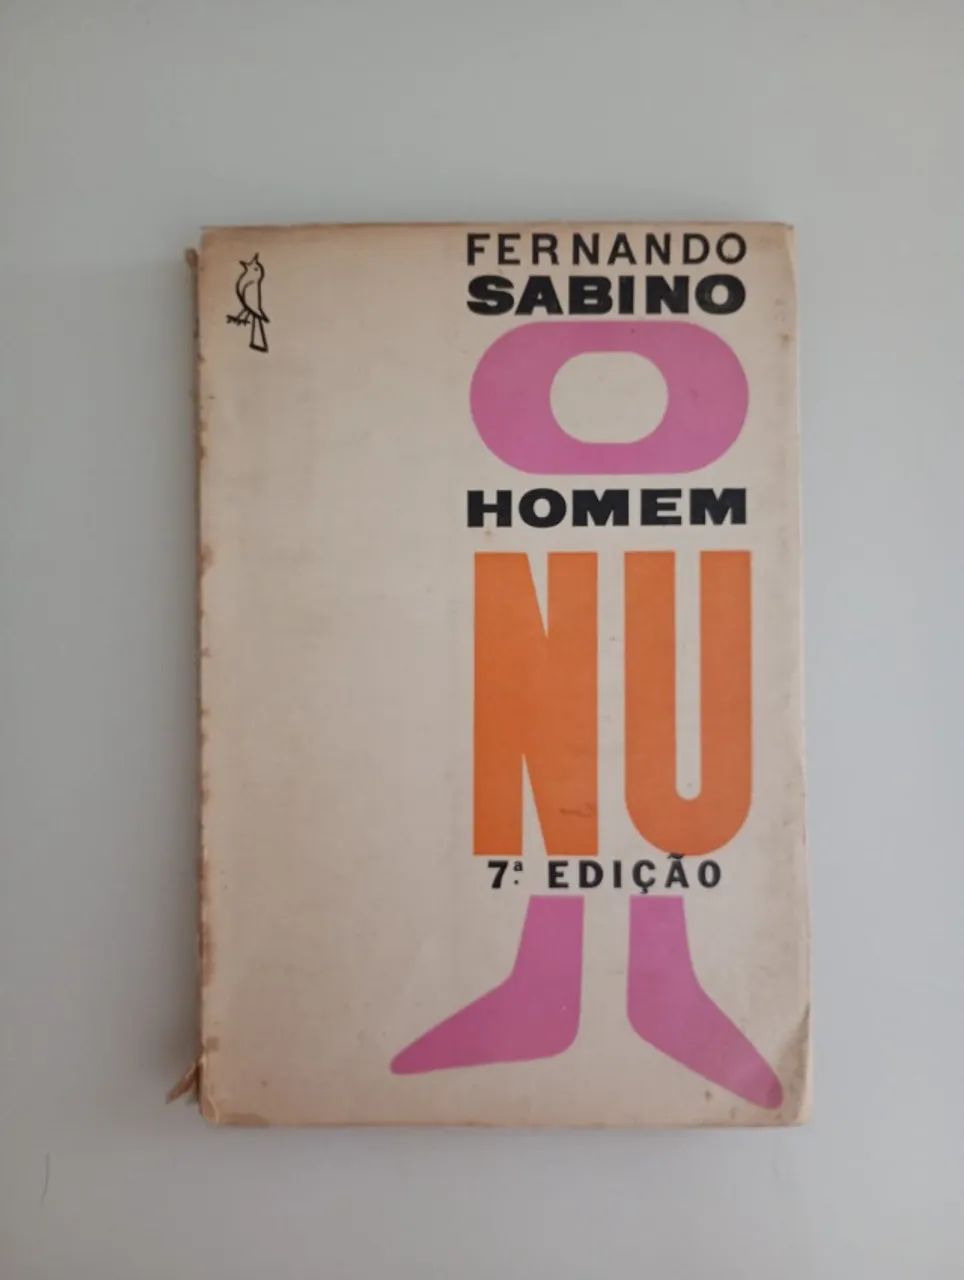 FERNANDO
SABINO
O
HOMEM
NU
7ª EDIÇÃO